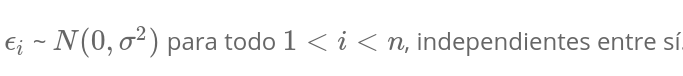 ϵᵢ ~ N(0, σ²) para todo 1 < i < n, independientes entre sí.